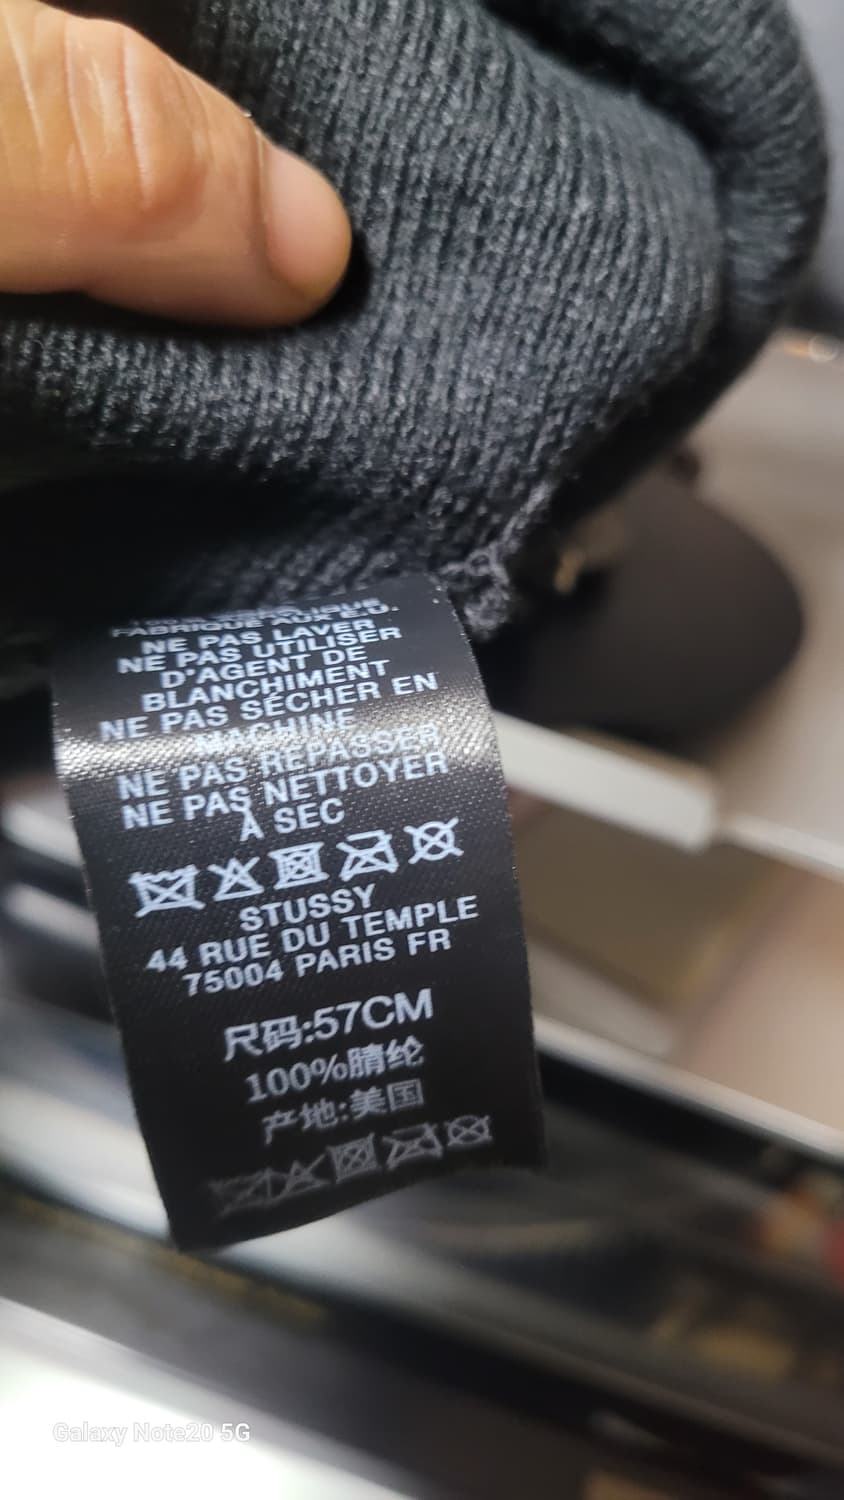 FABRIQUÉ AUX É.U.
NE PAS LAVER
NE PAS UTILISER
D'AGENT DE
BLANCHIMENT
NE PAS SÉCHER EN
MACHINE
NE PAS REPASSER
NE PAS NETTOYER
À SEC
STUSSY
44 RUE DU TEMPLE
75004 PARIS FR
尺码:57CM
100%腈纶
产地:美国
Galaxy Note20 5G